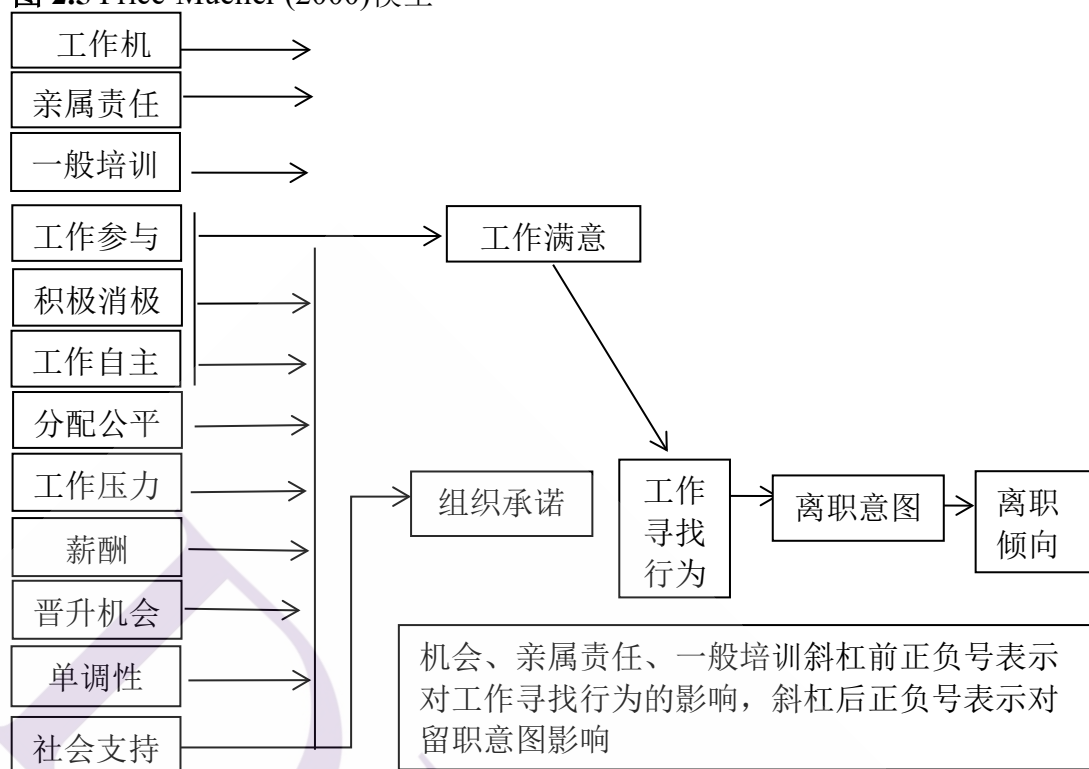 图 2.3 Price-Mueller (2000)模型
工作机
亲属责任
一般培训
工作参与
积极消极
工作自主
分配公平
工作压力
薪酬
晋升机会
单调性
社会支持
工作满意
组织承诺
工作
寻找
行为
离职意图
离职
倾向
机会、亲属责任、一般培训斜杠前正负号表示
对工作寻找行为的影响，斜杠后正负号表示对
留职意图影响